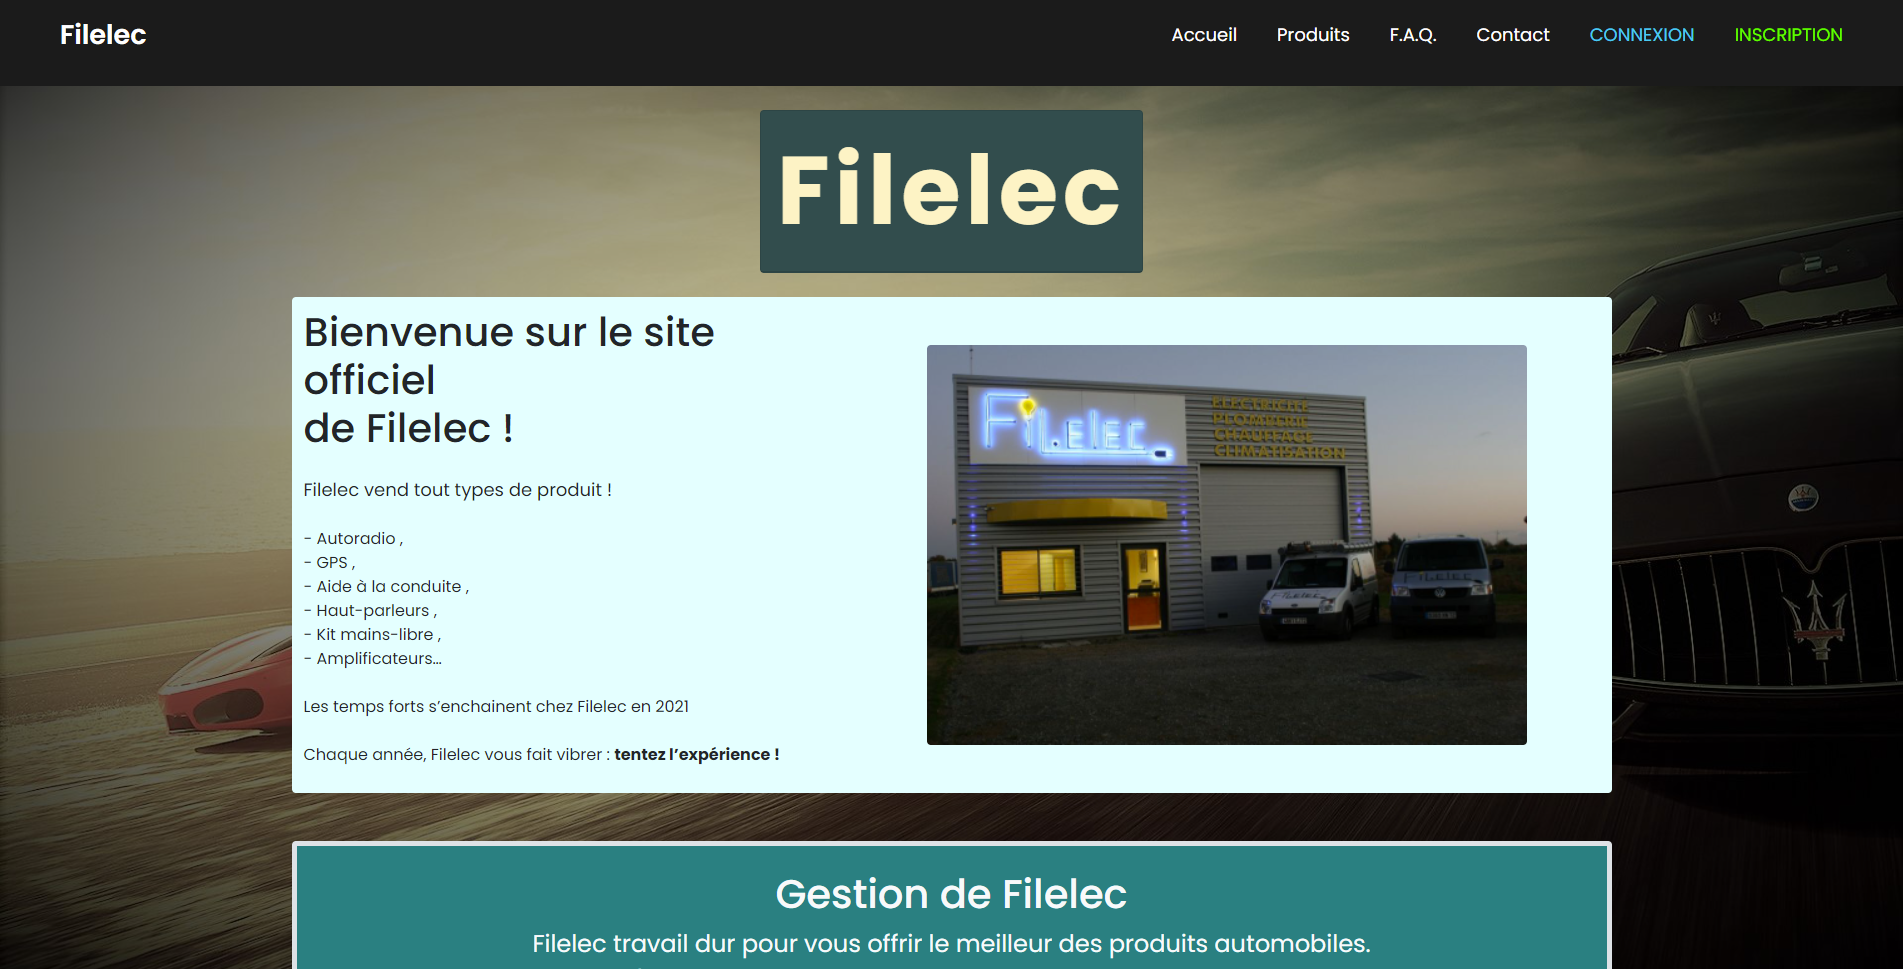 Filelec
Accueil Produits F.A.Q. Contact CONNEXION INSCRIPTION
Filelec
Bienvenue sur le site
officiel
de Filelec !
Filelec vend tout types de produit !
- Autoradio ,
- GPS ,
- Aide à la conduite ,
- Haut-parleurs ,
- Kit mains-libre ,
- Amplificateurs...
Les temps forts s’enchainent chez Filelec en 2021
Chaque année, Filelec vous fait vibrer : tentez l’expérience !
FiLelec
ELECTRICITE
PLOMBERIE
CHAUFFAGE
CLIMATISATION
Filelec
Filelec
Gestion de Filelec
Filelec travail dur pour vous offrir le meilleur des produits automobiles.